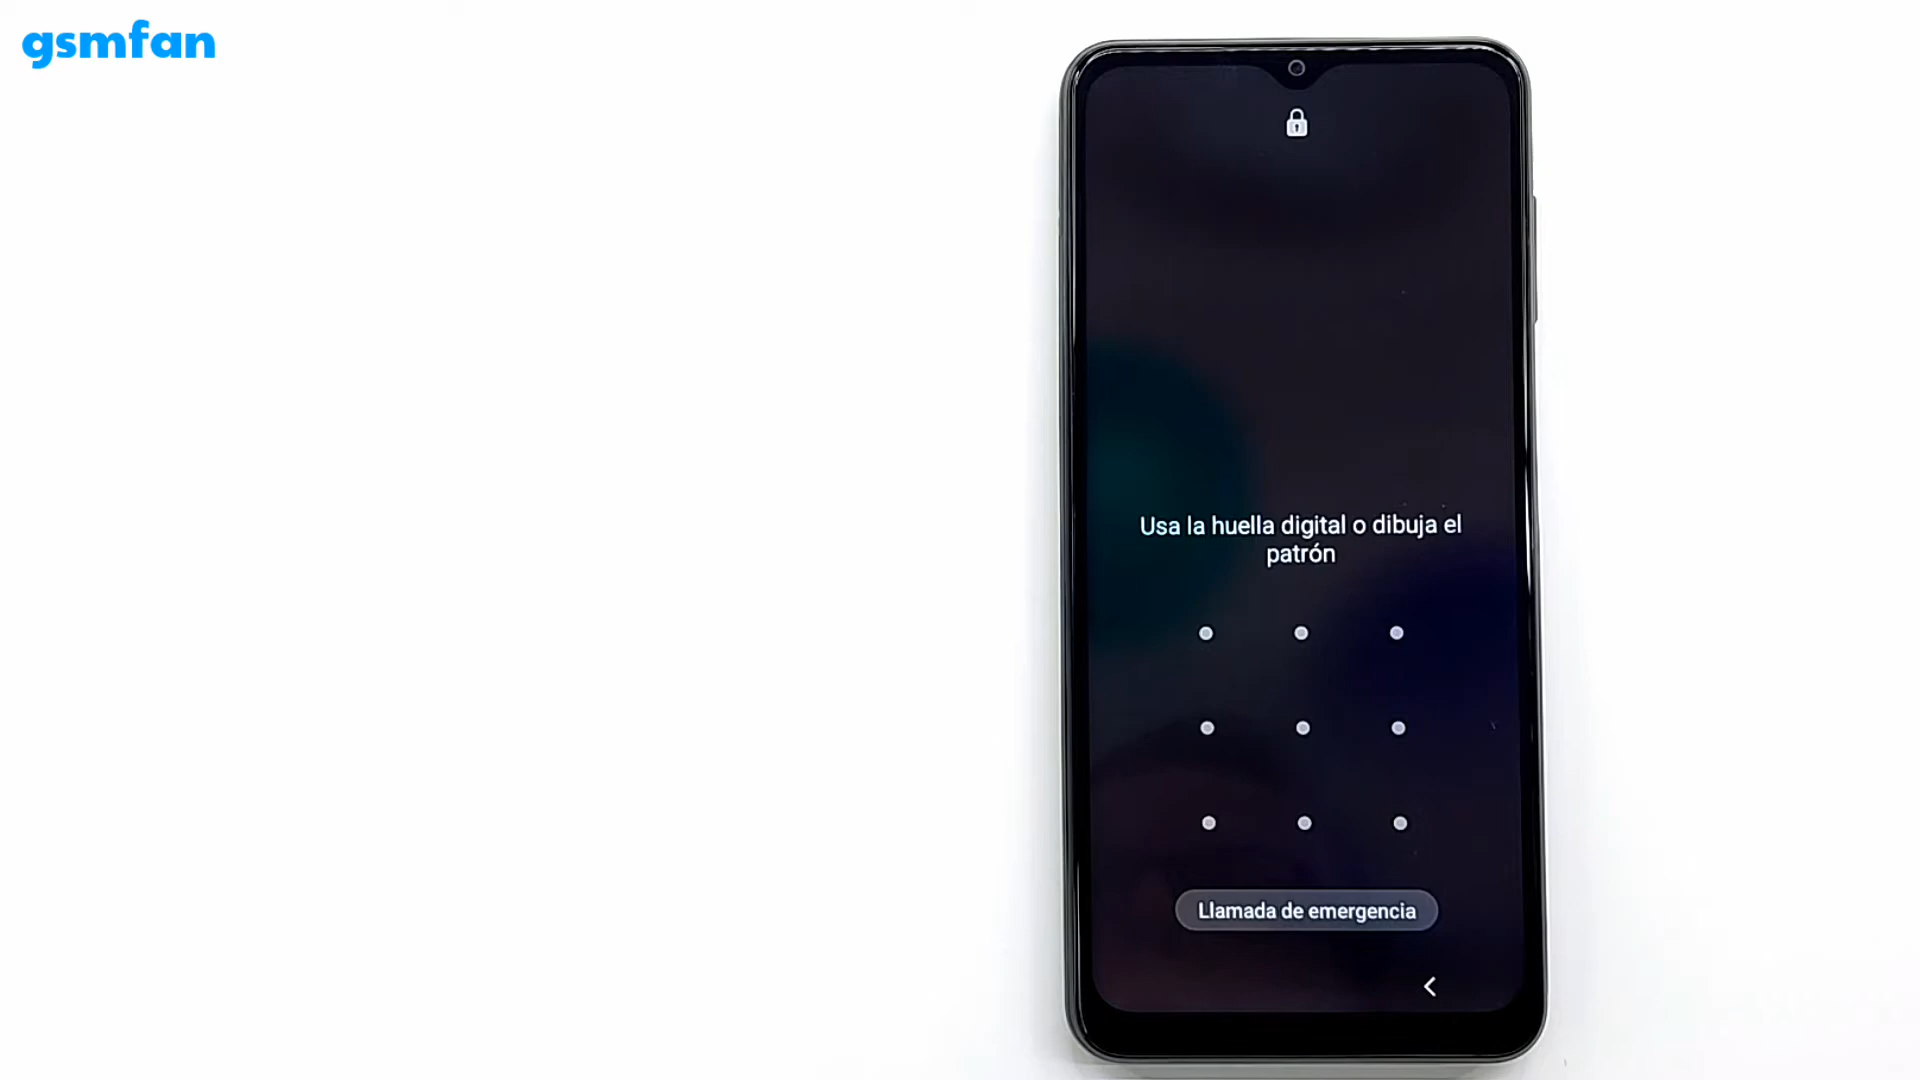 gsmfan
Usa la huella digital o dibuja el
patrón
Llamada de emergencia